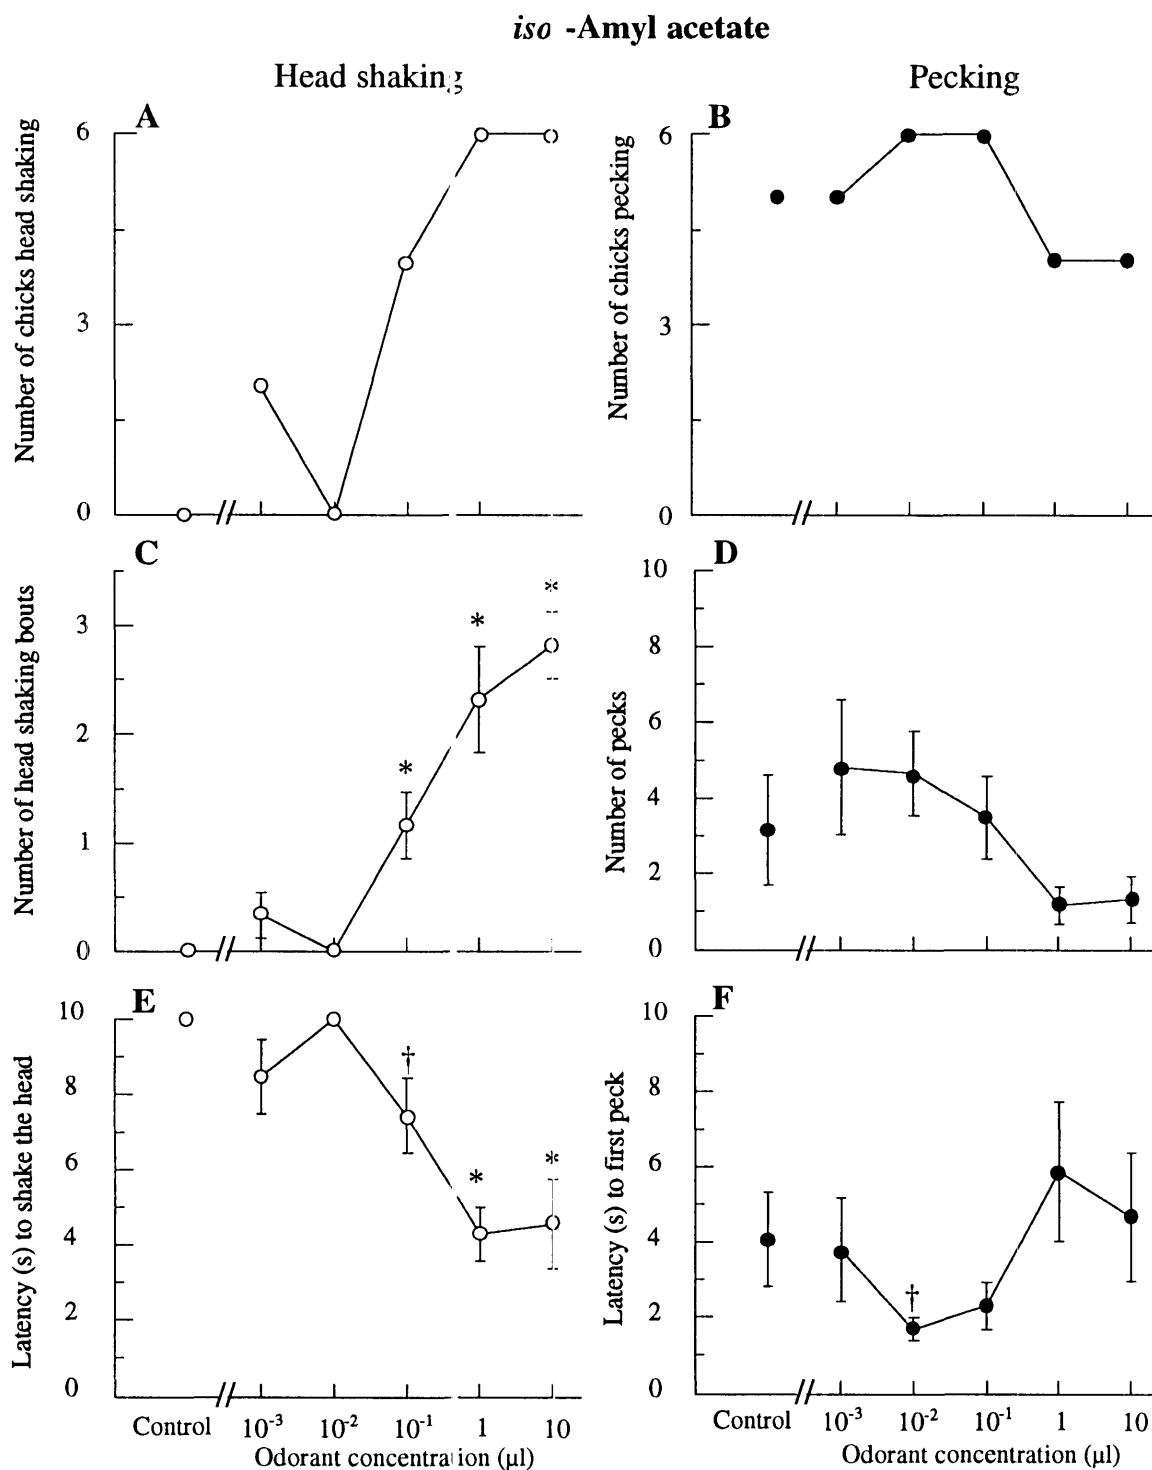 iso -Amyl acetate
Head shaking
Pecking
A
Number of chicks head shaking
6
3
0
B
Number of chicks pecking
6
3
0
C
Number of head shaking bouts
3
2
1
0
*
*
*
D
Number of pecks
10
8
6
4
2
0
E
Latency (s) to shake the head
10
8
6
4
2
0
†
*
*
Control 10⁻³ 10⁻² 10⁻¹ 1 10
Odorant concentration (µl)
F
Latency (s) to first peck
10
8
6
4
2
0
†
Control 10⁻³ 10⁻² 10⁻¹ 1 10
Odorant concentration (µl)